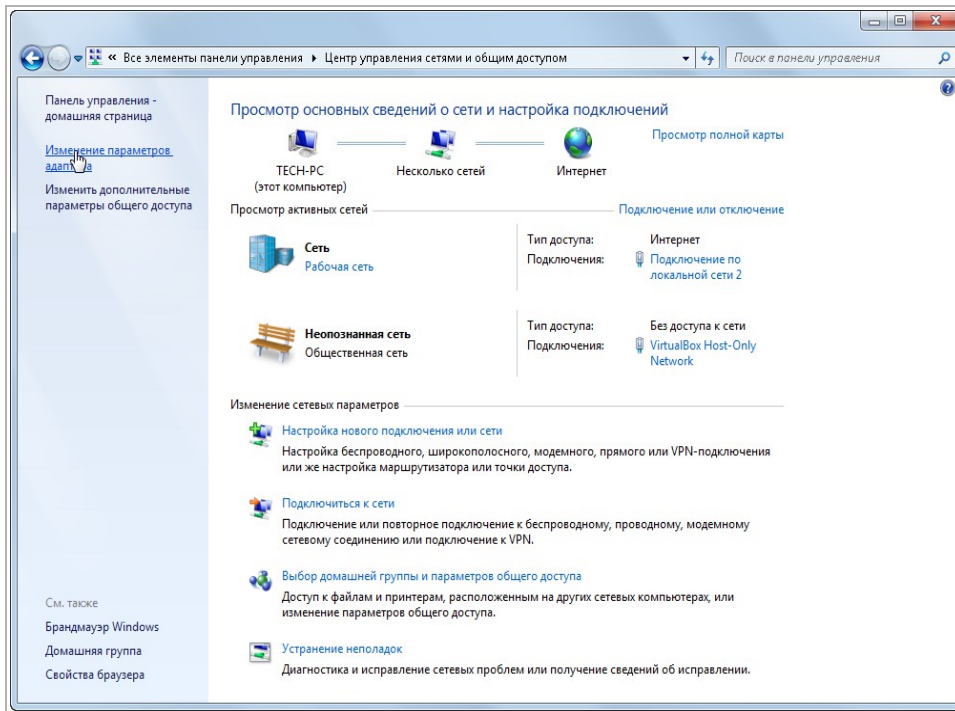 « Все элементы панели управления ▸ Центр управления сетями и общим доступом
Поиск в панели управления
Панель управления -
домашняя страница
Изменение параметров
адаптера
Изменить дополнительные
параметры общего доступа
См. также
Брандмауэр Windows
Домашняя группа
Свойства браузера
Просмотр основных сведений о сети и настройка подключений
Просмотр полной карты
TECH-PC
(этот компьютер)
Несколько сетей
Интернет
Просмотр активных сетей
Подключение или отключение
Сеть
Рабочая сеть
Тип доступа: Интернет
Подключения: Подключение по
локальной сети 2
Неопознанная сеть
Общественная сеть
Тип доступа: Без доступа к сети
Подключения: VirtualBox Host-Only
Network
Изменение сетевых параметров
Настройка нового подключения или сети
Настройка беспроводного, широкополосного, модемного, прямого или VPN-подключения
или же настройка маршрутизатора или точки доступа.
Подключиться к сети
Подключение или повторное подключение к беспроводному, проводному, модемному
сетевому соединению или подключение к VPN.
Выбор домашней группы и параметров общего доступа
Доступ к файлам и принтерам, расположенным на других сетевых компьютерах, или
изменение параметров общего доступа.
Устранение неполадок
Диагностика и исправление сетевых проблем или получение сведений об исправлении.